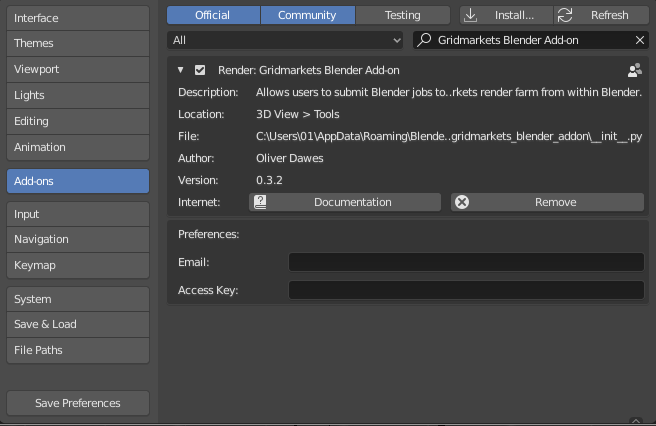 Interface
Themes
Viewport
Lights
Editing
Animation
Add-ons
Input
Navigation
Keymap
System
Save & Load
File Paths
Save Preferences
Official Community Testing Install... Refresh
All Gridmarkets Blender Add-on
Render: Gridmarkets Blender Add-on
Description: Allows users to submit Blender jobs to..rkets render farm from within Blender.
Location: 3D View > Tools
File: C:\Users\01\AppData\Roaming\Blende..gridmarkets_blender_addon\__init__.py
Author: Oliver Dawes
Version: 0.3.2
Internet: Documentation Remove
Preferences:
Email:
Access Key: